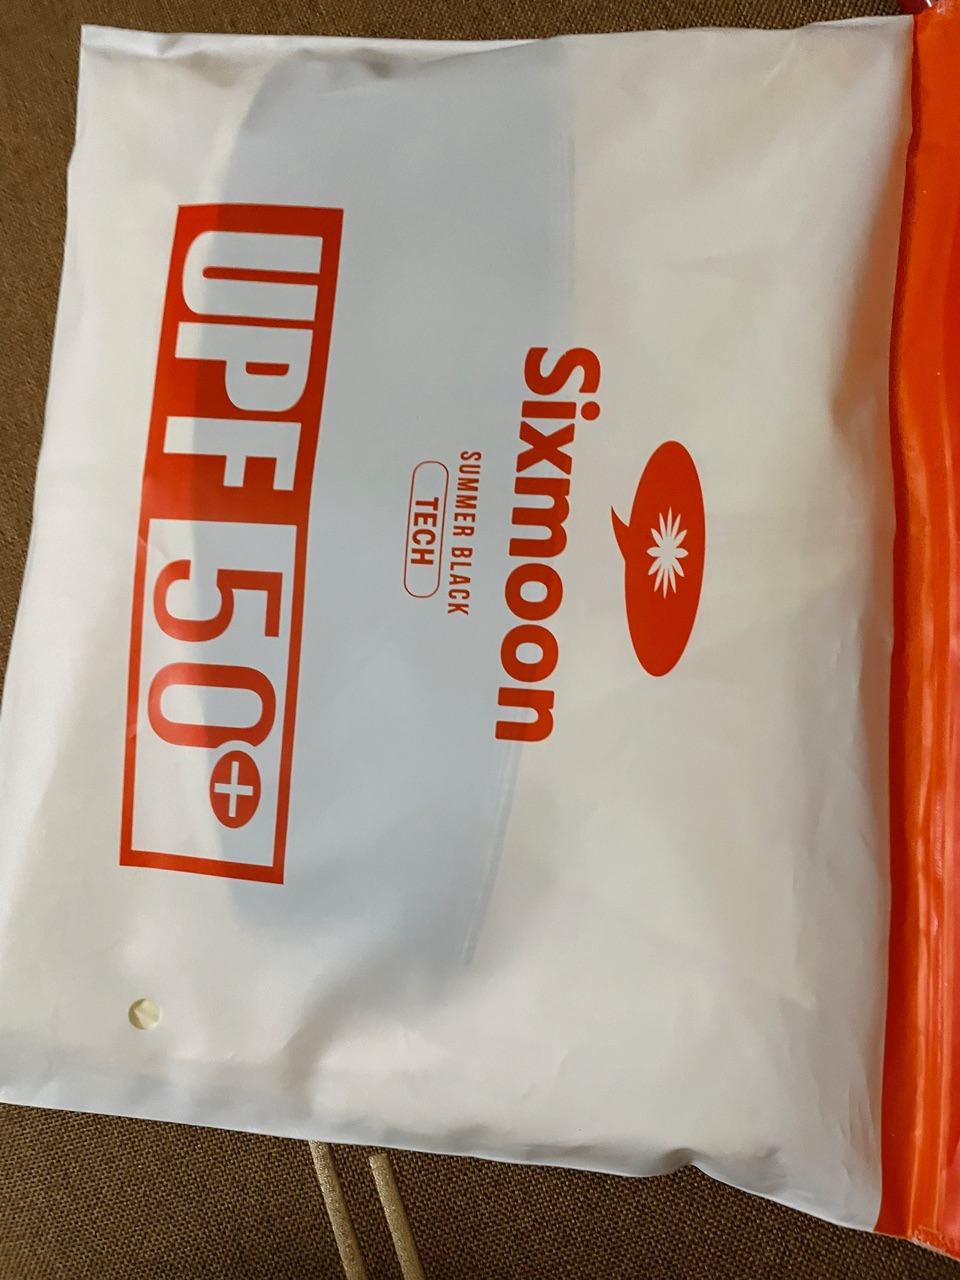 Sixmoon
SUMMER BLACK
TECH
UPF 50+